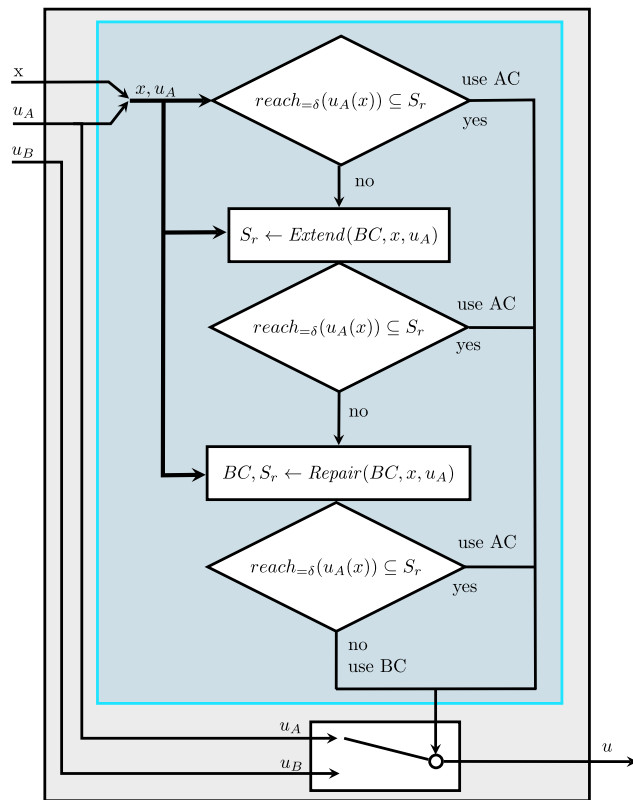 x
x, u_A
reach_{=δ}(u_A(x)) ⊆ S_r
use AC
yes
u_A
u_B
no
S_r ← Extend(BC, x, u_A)
reach_{=δ}(u_A(x)) ⊆ S_r
use AC
yes
no
BC, S_r ← Repair(BC, x, u_A)
reach_{=δ}(u_A(x)) ⊆ S_r
use AC
yes
no
use BC
u_A
u_B
u